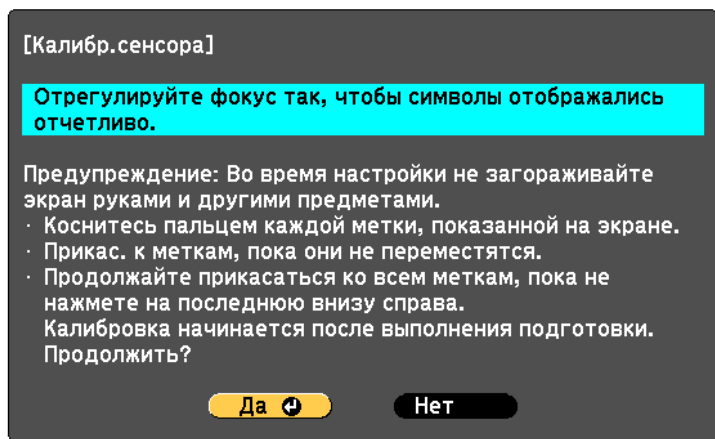 [Калибр.сенсора]
Отрегулируйте фокус так, чтобы символы отображались
отчетливо.
Предупреждение: Во время настройки не загораживайте
экран руками и другими предметами.
· Коснитесь пальцем каждой метки, показанной на экране.
· Прикас. к меткам, пока они не переместятся.
· Продолжайте прикасаться ко всем меткам, пока не
нажмете на последнюю внизу справа.
Калибровка начинается после выполнения подготовки.
Продолжить?
Да Нет